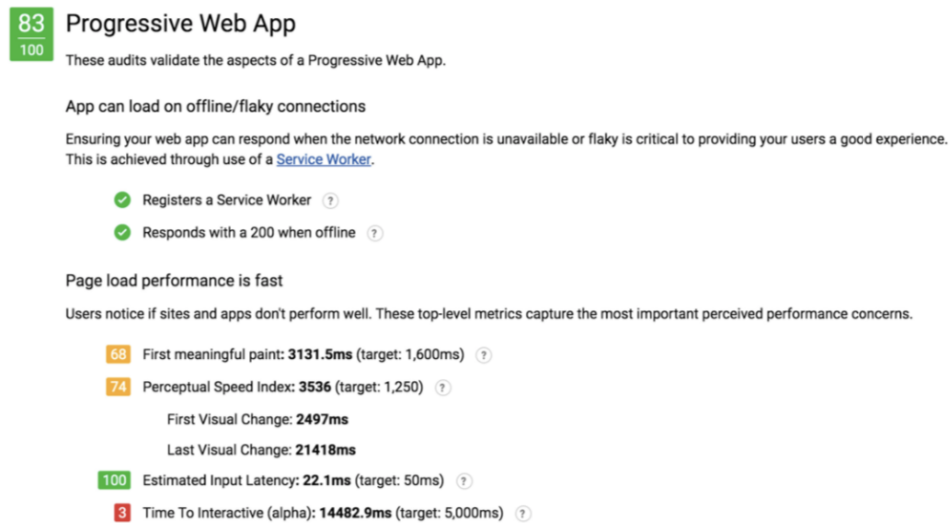 83
100
Progressive Web App
These audits validate the aspects of a Progressive Web App.
App can load on offline/flaky connections
Ensuring your web app can respond when the network connection is unavailable or flaky is critical to providing your users a good experience.
This is achieved through use of a Service Worker.
Registers a Service Worker ?
Responds with a 200 when offline ?
Page load performance is fast
Users notice if sites and apps don't perform well. These top-level metrics capture the most important perceived performance concerns.
68 First meaningful paint: 3131.5ms (target: 1,600ms) ?
74 Perceptual Speed Index: 3536 (target: 1,250) ?
First Visual Change: 2497ms
Last Visual Change: 21418ms
100 Estimated Input Latency: 22.1ms (target: 50ms) ?
3 Time To Interactive (alpha): 14482.9ms (target: 5,000ms) ?